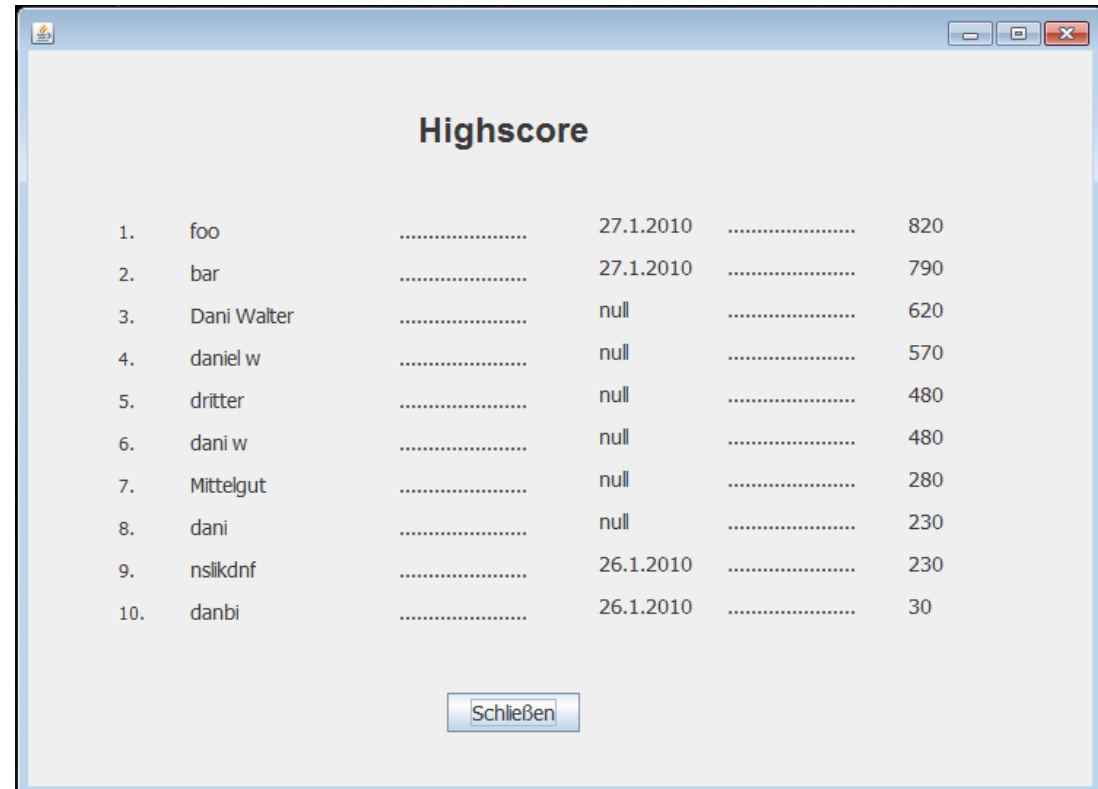 Highscore
1. foo ...................... 27.1.2010 ...................... 820
2. bar ...................... 27.1.2010 ...................... 790
3. Dani Walter ...................... null ...................... 620
4. daniel w ...................... null ...................... 570
5. dritter ...................... null ...................... 480
6. dani w ...................... null ...................... 480
7. Mittelgut ...................... null ...................... 280
8. dani ...................... null ...................... 230
9. nslikdnf ...................... 26.1.2010 ...................... 230
10. danbi ...................... 26.1.2010 ...................... 30
Schließen